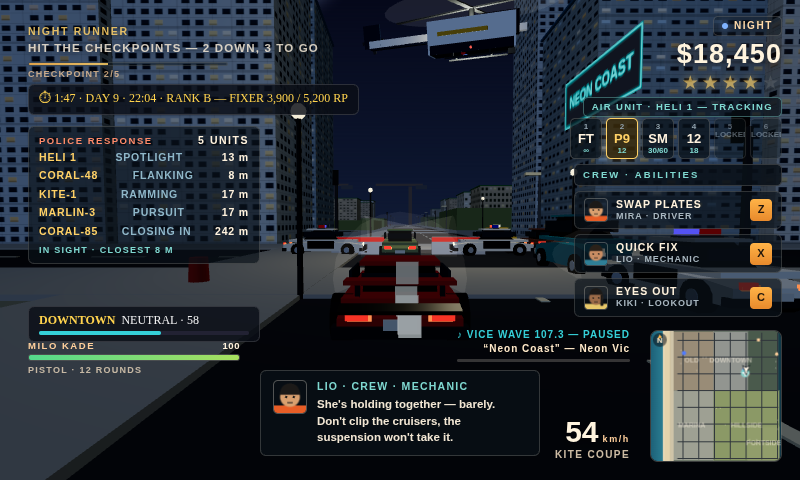 NIGHT RUNNER
HIT THE CHECKPOINTS — 2 DOWN, 3 TO GO
CHECKPOINT 2/5
⏱ 1:47 · DAY 9 · 22:04 · RANK B — FIXER 3,900 / 5,200 RP
POLICE RESPONSE 5 UNITS
HELI 1 SPOTLIGHT 13 m
CORAL-48 FLANKING 8 m
KITE-1 RAMMING 17 m
MARLIN-3 PURSUIT 17 m
CORAL-85 CLOSING IN 242 m
IN SIGHT · CLOSEST 8 M
DOWNTOWN NEUTRAL · 58
MILO KADE 100
PISTOL · 12 ROUNDS
NEON COAST
NIGHT
$18,450
AIR UNIT · HELI 1 — TRACKING
1 2 3 4 5 6
FT P9 SM 12 LOCKED LOCKED
∞ 12 30/60 18
CREW · ABILITIES
SWAP PLATES Z
MIRA · DRIVER
QUICK FIX X
LIO · MECHANIC
EYES OUT C
KIKI · LOOKOUT
♪ VICE WAVE 107.3 — PAUSED
“Neon Coast” — Neon Vic
LIO · CREW · MECHANIC
She's holding together — barely.
Don't clip the cruisers, the
suspension won't take it.
54 km/h
KITE COUPE
N
OLD DOWNTOWN
MARINA HILLSIDE
PORTSIDE